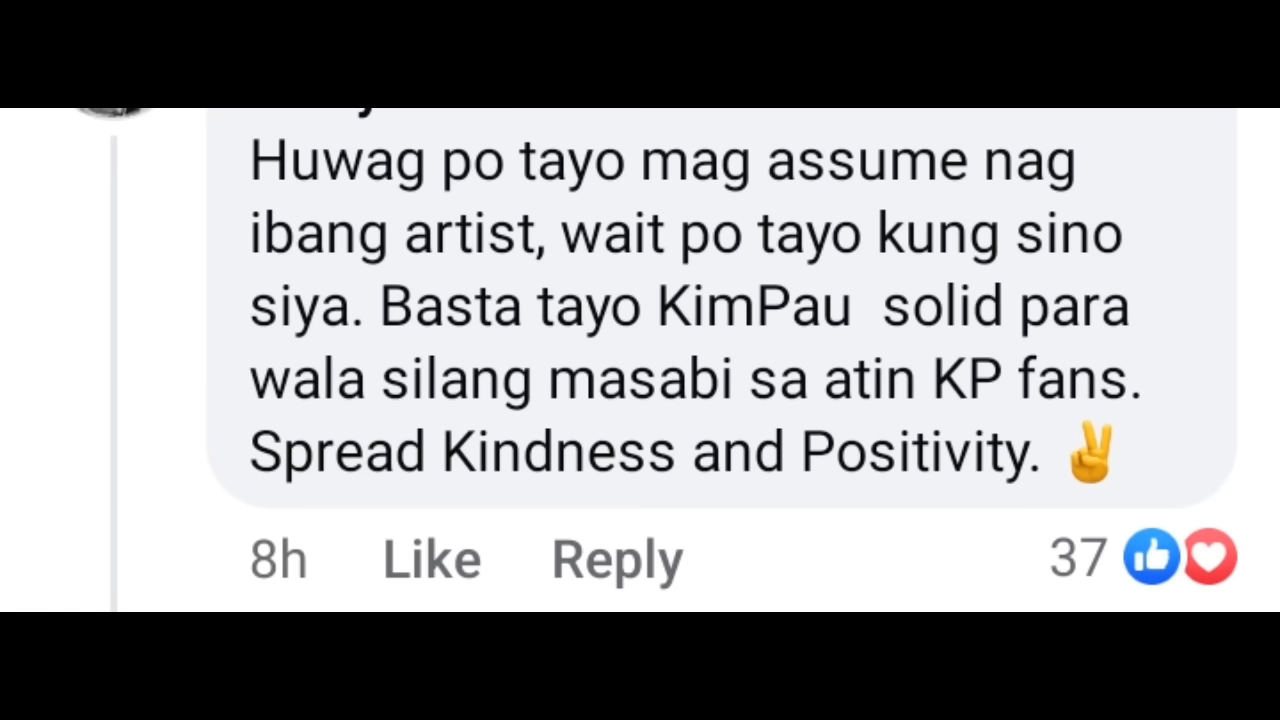 Huwag po tayo mag assume nag
ibang artist, wait po tayo kung sino
siya. Basta tayo KimPau  solid para
wala silang masabi sa atin KP fans.
Spread Kindness and Positivity. ✌️
8h Like Reply 37